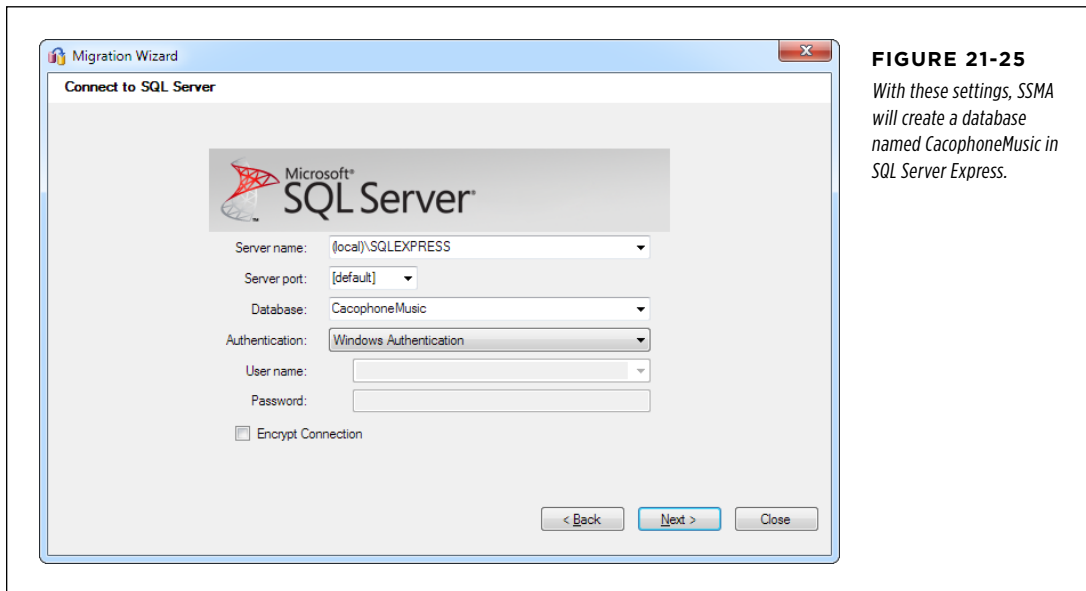 Migration Wizard
Connect to SQL Server
Microsoft®
SQL Server®
Server name: (local)\SQLEXPRESS
Server port: [default]
Database: CacophoneMusic
Authentication: Windows Authentication
User name:
Password:
Encrypt Connection
< Back Next > Close
FIGURE 21-25
With these settings, SSMA
will create a database
named CacophoneMusic in
SQL Server Express.